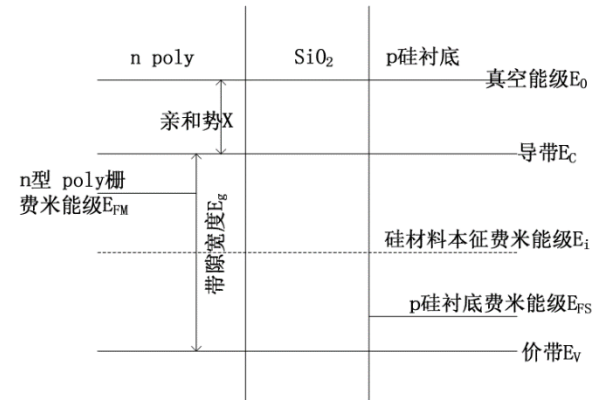 n poly
SiO₂
p硅衬底
真空能级E₀
亲和势X
导带E_C
n型 poly栅
费米能级E_FM
带隙宽度E_g
硅材料本征费米能级E_i
p硅衬底费米能级E_FS
价带E_V